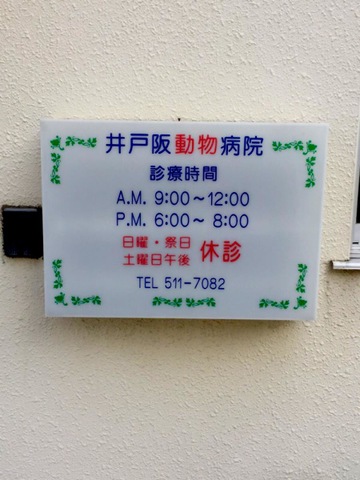 井戸阪動物病院
診療時間
A.M. 9:00～12:00
P.M. 6:00～8:00
日曜・祭日
土曜日午後 休診
TEL 511-7082